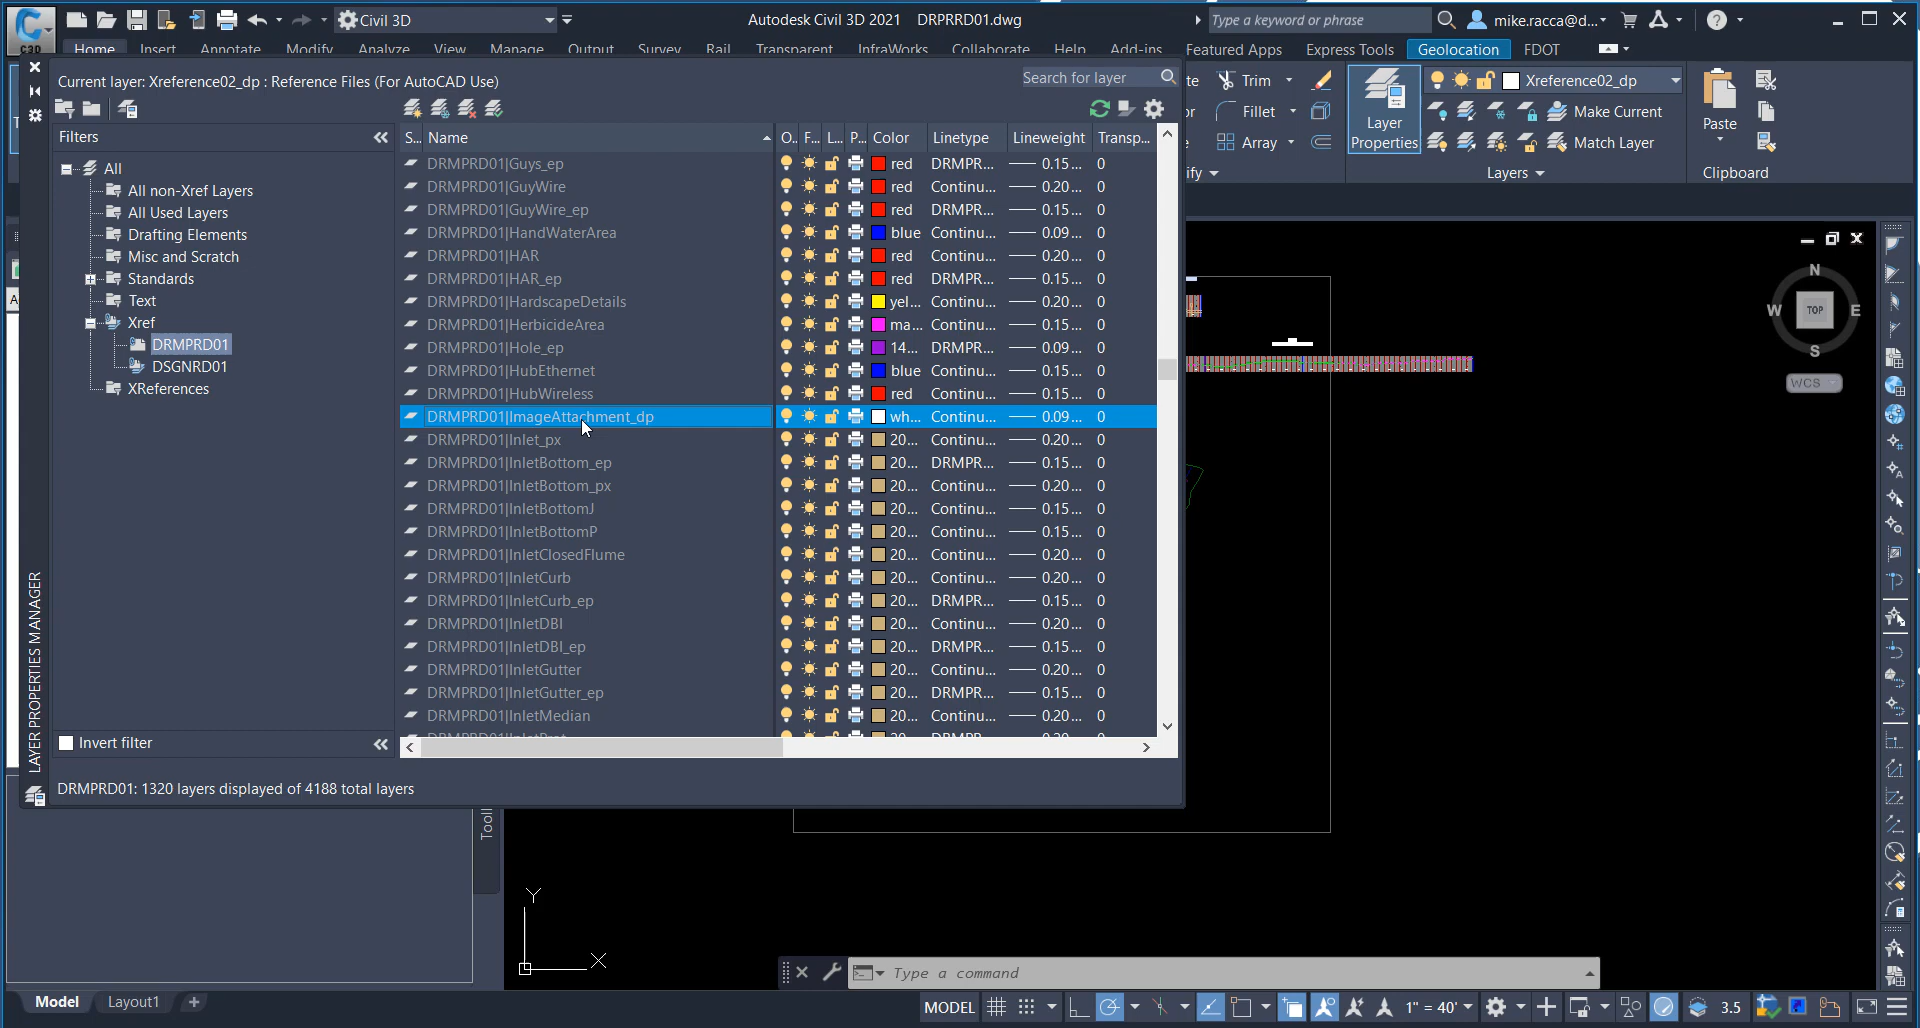 Civil 3D
Autodesk Civil 3D 2021 DRPRRD01.dwg
Type a keyword or phrase
mike.racca@d...
C3D
Home Insert Annotate Modify Analyze View Manage Output Survey Rail Transparent InfraWorks Collaborate Help Add-ins Featured Apps Express Tools Geolocation FDOT
Current layer: Xreference02_dp : Reference Files (For AutoCAD Use)
Search for layer
Filters
All
All non-Xref Layers
All Used Layers
Drafting Elements
Misc and Scratch
Standards
Text
Xref
DRMPRD01
DSGNRD01
XReferences
Invert filter
S... Name O.. F... L... P... Color Linetype Lineweight Transp...
DRMPRD01|Guys_ep red DRMPR... 0.15... 0
DRMPRD01|GuyWire red Continu... 0.20... 0
DRMPRD01|GuyWire_ep red DRMPR... 0.15... 0
DRMPRD01|HandWaterArea blue Continu... 0.09... 0
DRMPRD01|HAR red Continu... 0.20... 0
DRMPRD01|HAR_ep red DRMPR... 0.15... 0
DRMPRD01|HardscapeDetails yel... Continu... 0.20... 0
DRMPRD01|HerbicideArea ma... Continu... 0.15... 0
DRMPRD01|Hole_ep 14... DRMPR... 0.09... 0
DRMPRD01|HubEthernet blue Continu... 0.15... 0
DRMPRD01|HubWireless red Continu... 0.15... 0
DRMPRD01|ImageAttachment_dp wh... Continu... 0.09... 0
DRMPRD01|Inlet_px 20... Continu... 0.20... 0
DRMPRD01|InletBottom_ep 20... DRMPR... 0.15... 0
DRMPRD01|InletBottom_px 20... Continu... 0.20... 0
DRMPRD01|InletBottomJ 20... Continu... 0.15... 0
DRMPRD01|InletBottomP 20... Continu... 0.15... 0
DRMPRD01|InletClosedFlume 20... Continu... 0.20... 0
DRMPRD01|InletCurb 20... Continu... 0.20... 0
DRMPRD01|InletCurb_ep 20... DRMPR... 0.15... 0
DRMPRD01|InletDBI 20... Continu... 0.20... 0
DRMPRD01|InletDBI_ep 20... DRMPR... 0.15... 0
DRMPRD01|InletGutter 20... Continu... 0.20... 0
DRMPRD01|InletGutter_ep 20... DRMPR... 0.15... 0
DRMPRD01|InletMedian 20... Continu... 0.20... 0
DRMPRD01: 1320 layers displayed of 4188 total layers
LAYER PROPERTIES MANAGER
Trim
Fillet
Array
Layer
Properties
Xreference02_dp
Make Current
Match Layer
Layers
Paste
Clipboard
N
W TOP E
S
WCS
Y
X
Type a command
Model Layout1 +
MODEL 1" = 40' 3.5